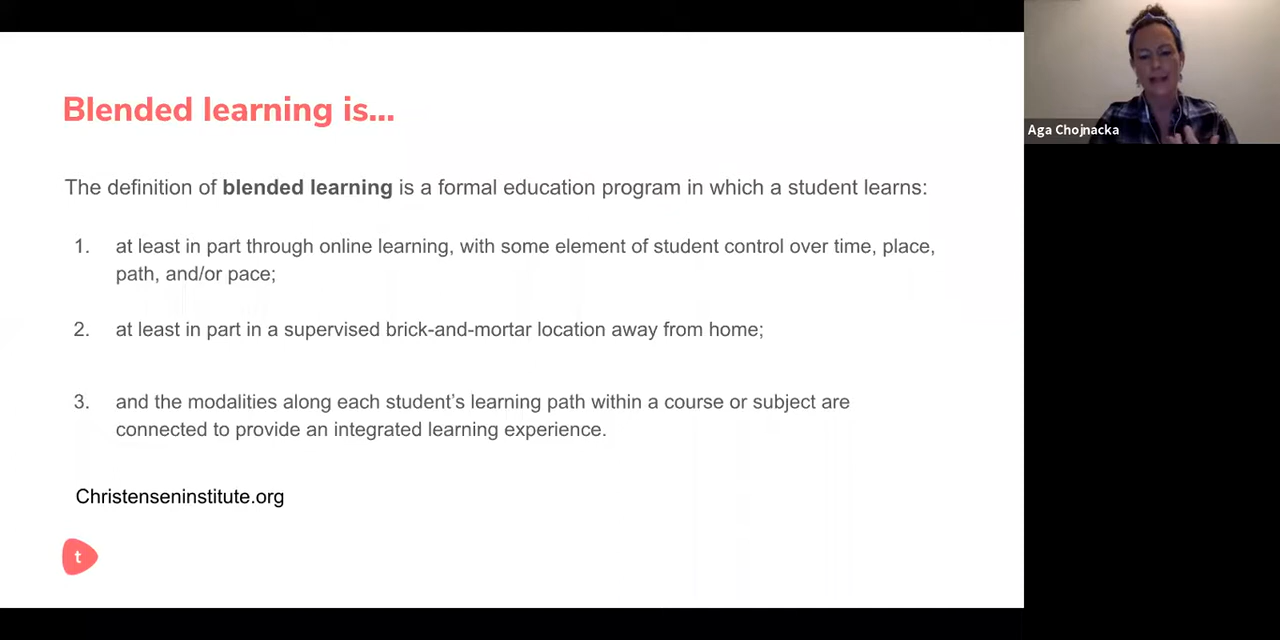 Blended learning is...
The definition of blended learning is a formal education program in which a student learns:
1. at least in part through online learning, with some element of student control over time, place,
path, and/or pace;
2. at least in part in a supervised brick-and-mortar location away from home;
3. and the modalities along each student’s learning path within a course or subject are
connected to provide an integrated learning experience.
Christenseninstitute.org
t
Aga Chojnacka